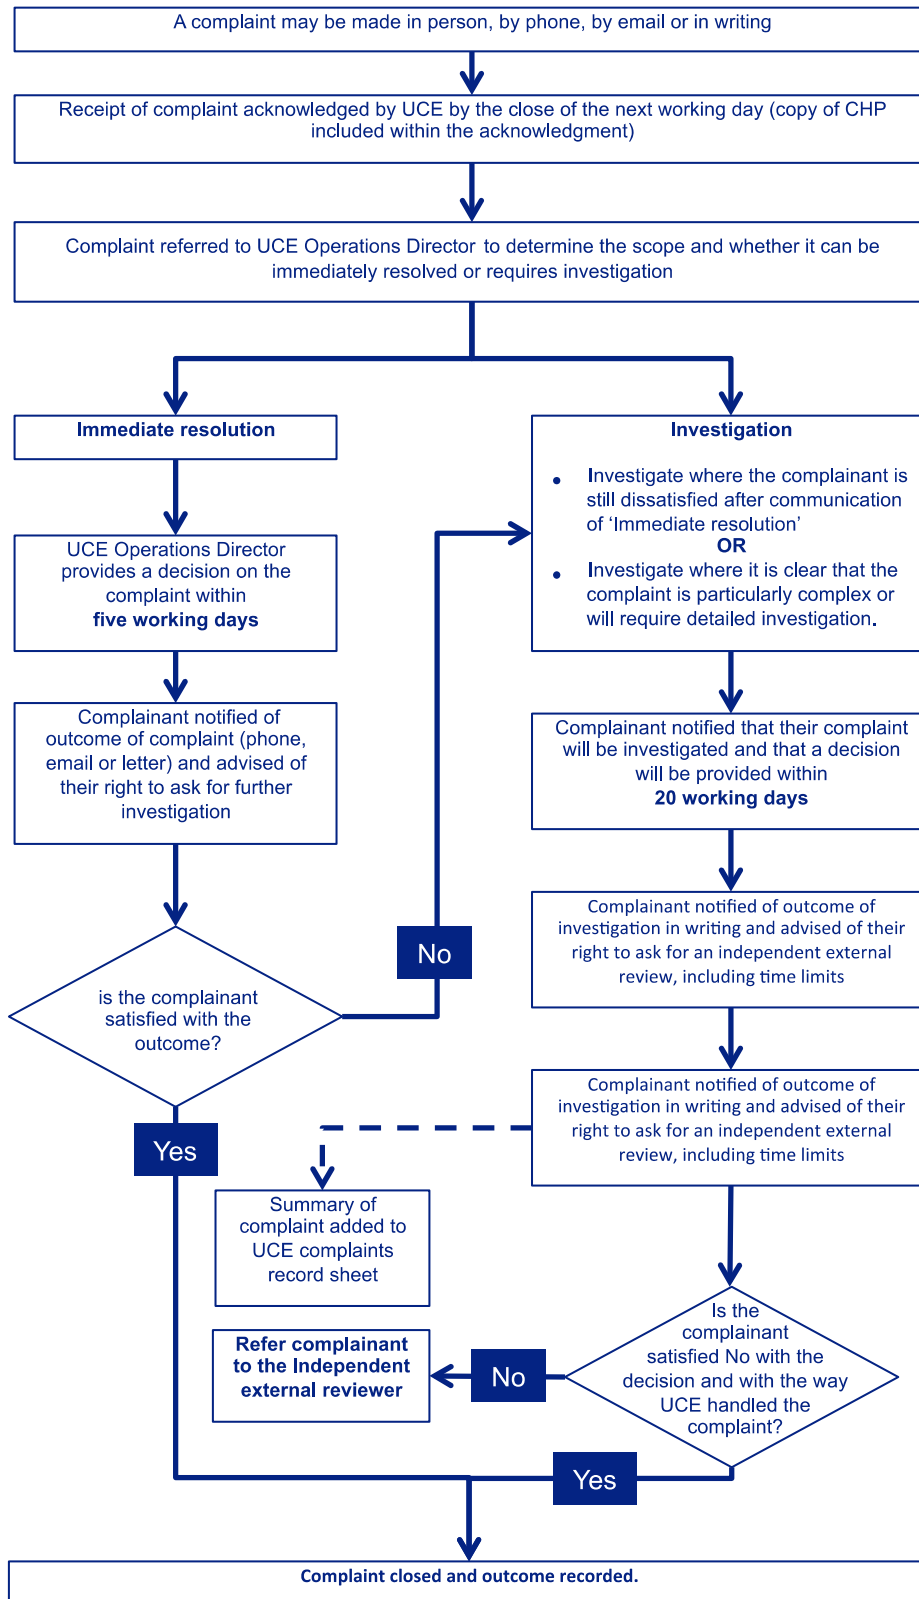 A complaint may be made in person, by phone, by email or in writing
Receipt of complaint acknowledged by UCE by the close of the next working day (copy of CHP
included within the acknowledgment)
Complaint referred to UCE Operations Director to determine the scope and whether it can be
immediately resolved or requires investigation
Immediate resolution
UCE Operations Director
provides a decision on the
complaint within
five working days
Complainant notified of
outcome of complaint (phone,
email or letter) and advised of
their right to ask for further
investigation
is the complainant
satisfied with the
outcome?
No
Yes
Investigation
• Investigate where the complainant is
still dissatisfied after communication
of ‘Immediate resolution’
OR
• Investigate where it is clear that the
complaint is particularly complex or
will require detailed investigation.
Complainant notified that their complaint
will be investigated and that a decision
will be provided within
20 working days
Complainant notified of outcome of
investigation in writing and advised of their
right to ask for an independent external
review, including time limits
Complainant notified of outcome of
investigation in writing and advised of their
right to ask for an independent external
review, including time limits
Summary of
complaint added to
UCE complaints
record sheet
Is the
complainant
satisfied No with the
decision and with the way
UCE handled the
complaint?
No
Refer complainant
to the Independent
external reviewer
Yes
Complaint closed and outcome recorded.